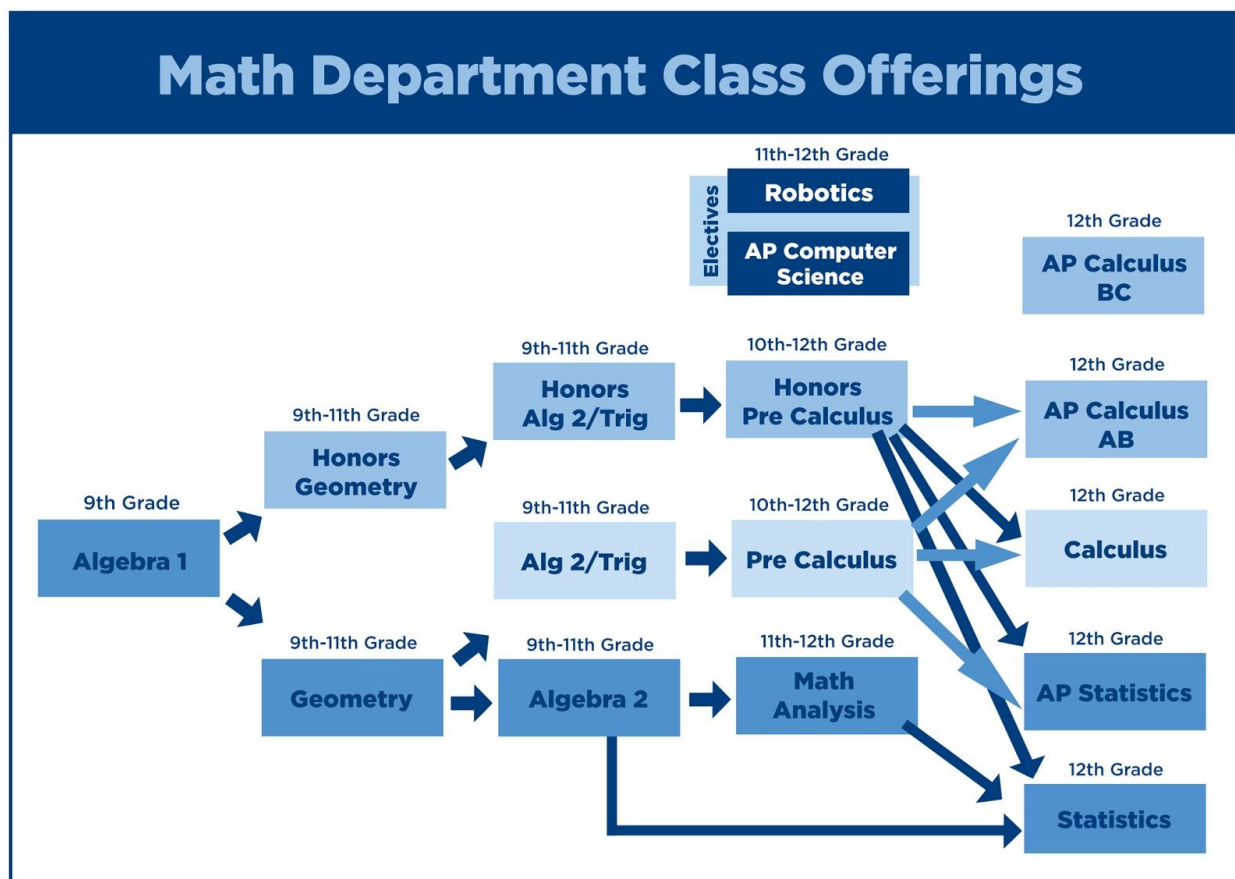 Math Department Class Offerings
11th-12th Grade
Electives
Robotics
AP Computer
Science
12th Grade
AP Calculus
BC
9th-11th Grade
Honors
Alg 2/Trig
10th-12th Grade
Honors
Pre Calculus
12th Grade
AP Calculus
AB
9th-11th Grade
Honors
Geometry
9th Grade
Algebra 1
9th-11th Grade
Alg 2/Trig
10th-12th Grade
Pre Calculus
12th Grade
Calculus
9th-11th Grade
Geometry
9th-11th Grade
Algebra 2
11th-12th Grade
Math
Analysis
12th Grade
AP Statistics
12th Grade
Statistics